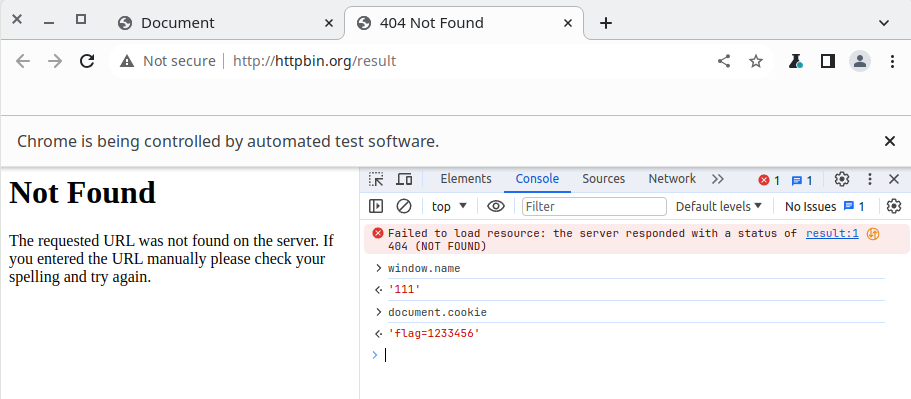 Document
404 Not Found
Not secure
http://httpbin.org/result
Chrome is being controlled by automated test software.
Not Found
The requested URL was not found on the server. If
you entered the URL manually please check your
spelling and try again.
Elements
Console
Sources
Network
1
1
top
Filter
Default levels
No Issues
1
Failed to load resource: the server responded with a status of result:1
404 (NOT FOUND)
window.name
'111'
document.cookie
'flag=1233456'